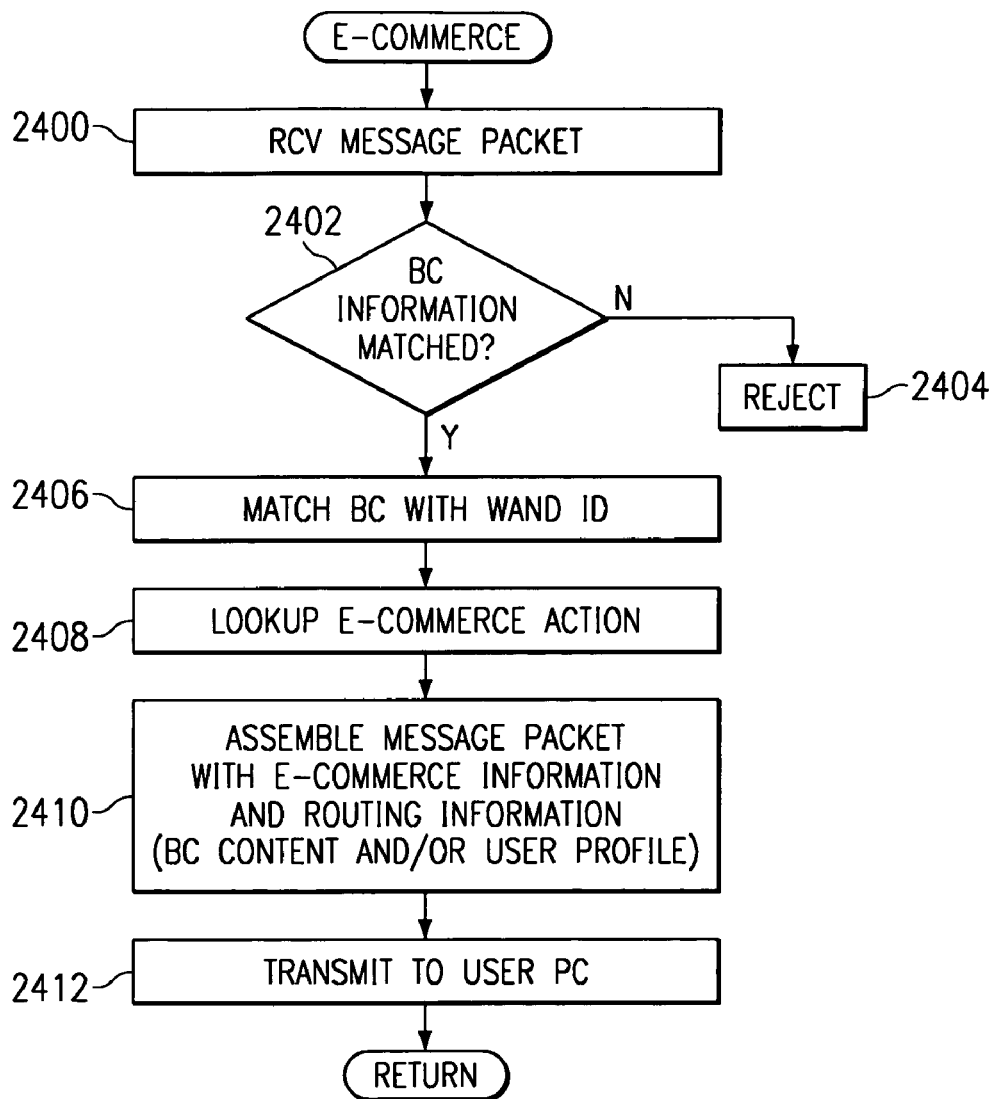 E-COMMERCE
2400
RCV MESSAGE PACKET
2402
BC
INFORMATION
MATCHED?
N
REJECT
2404
Y
2406
MATCH BC WITH WAND ID
2408
LOOKUP E-COMMERCE ACTION
2410
ASSEMBLE MESSAGE PACKET
WITH E-COMMERCE INFORMATION
AND ROUTING INFORMATION
(BC CONTENT AND/OR USER PROFILE)
2412
TRANSMIT TO USER PC
RETURN